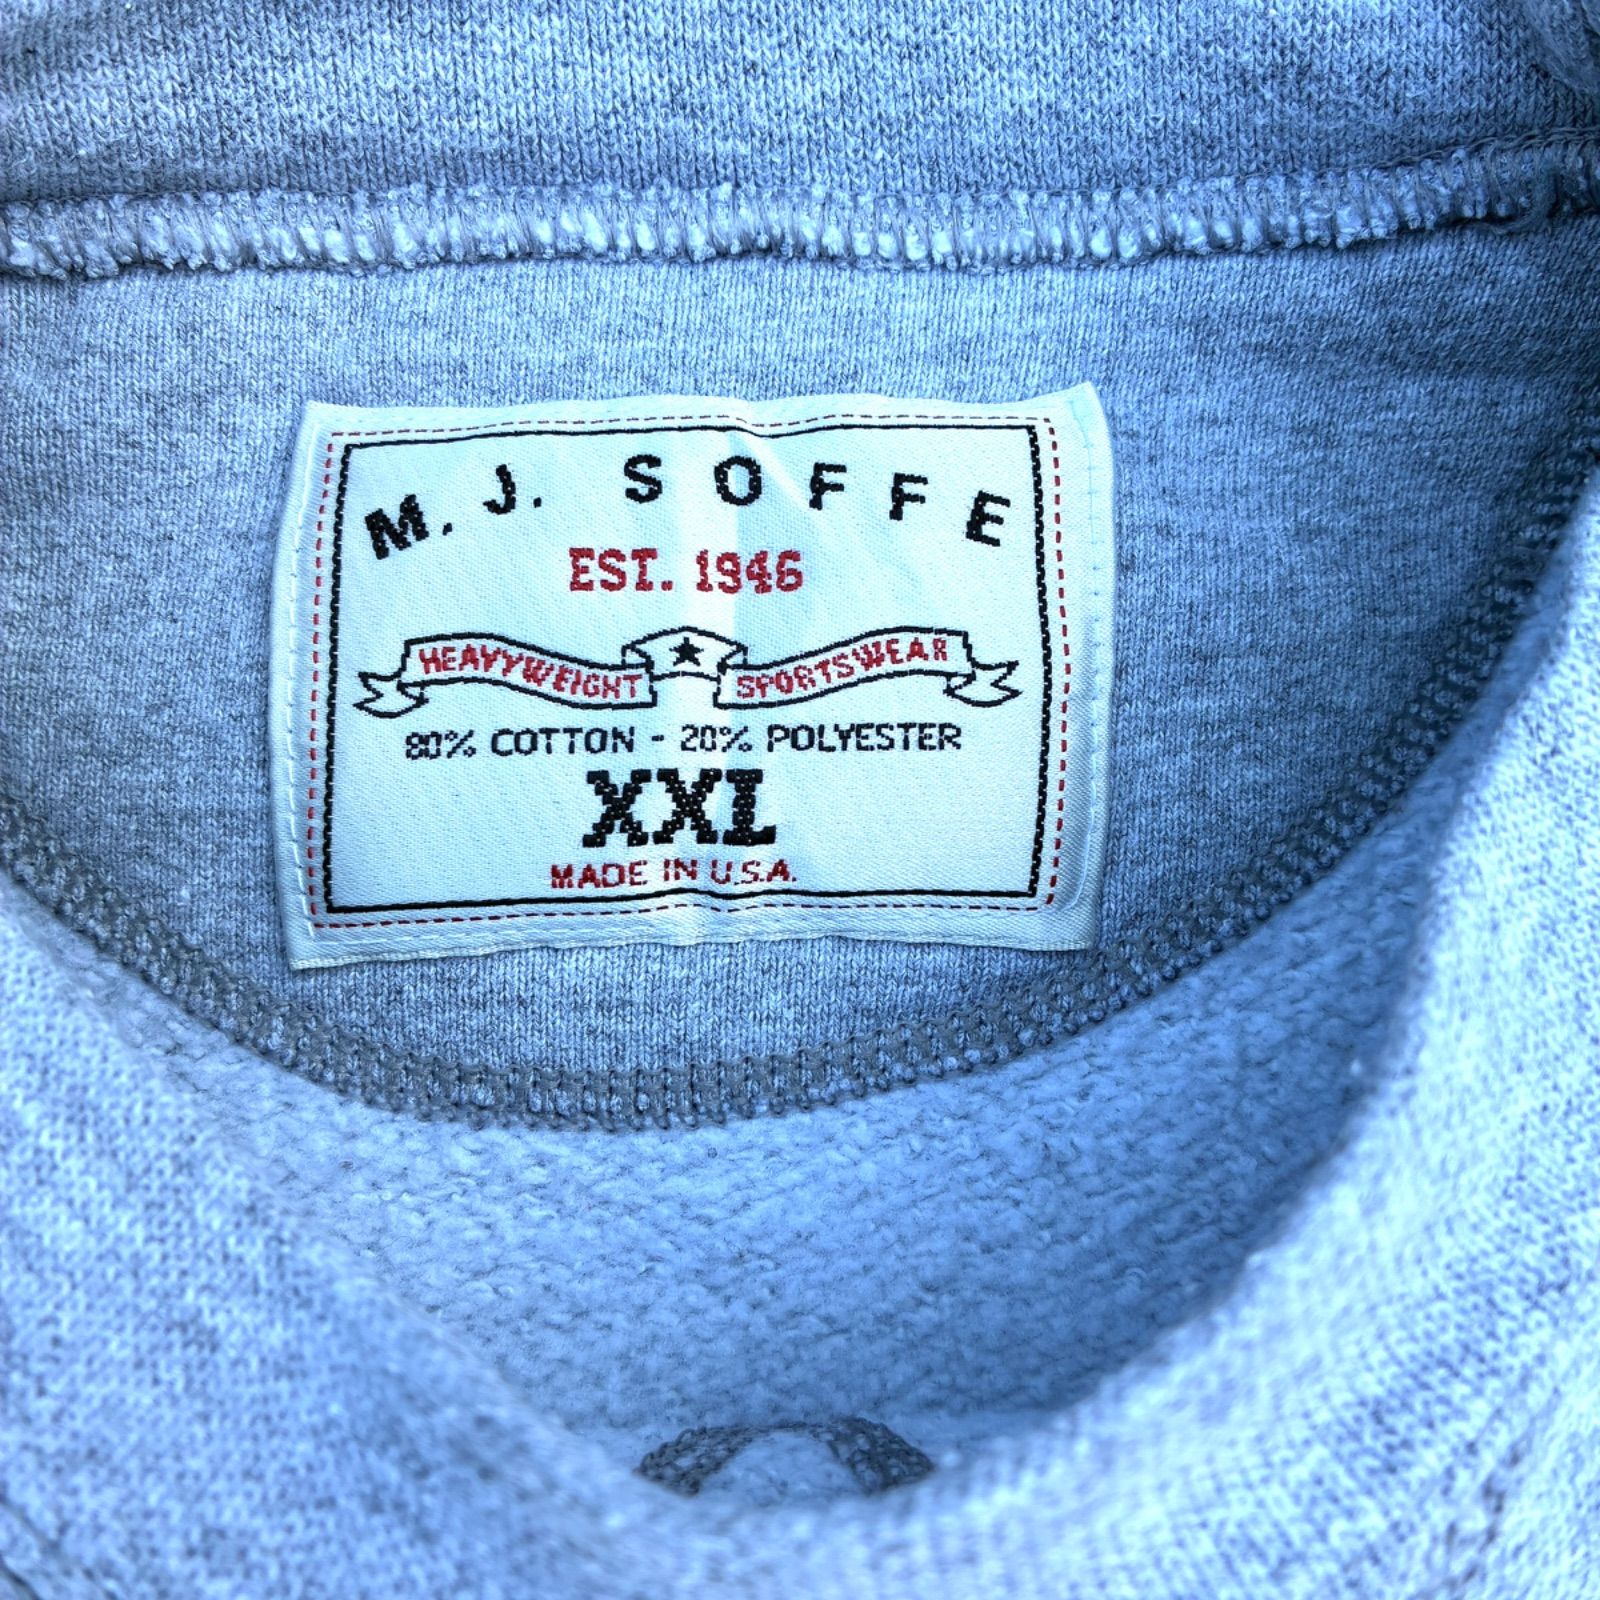 M. J. SOFFE
EST. 1946
HEAVYWEIGHT ★ SPORTSWEAR
80% COTTON - 20% POLYESTER
XXL
MADE IN U.S.A.